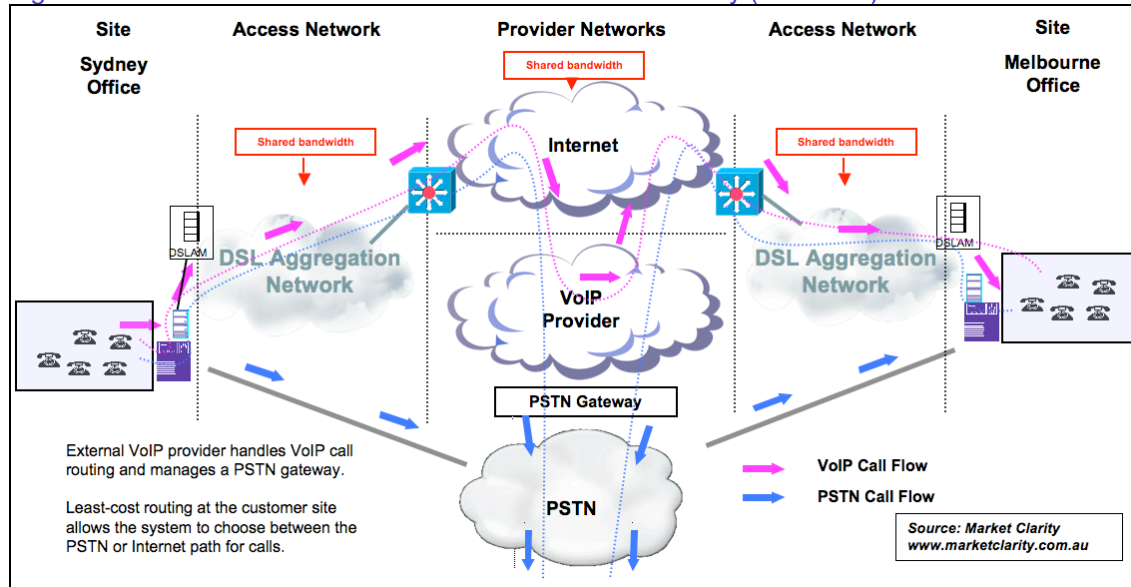 Site
Access Network
Provider Networks
Access Network
Site
Sydney
Office
Melbourne
Office
Shared bandwidth
Shared bandwidth
Shared bandwidth
Internet
DSLAM
DSLAM
DSL Aggregation
Network
DSL Aggregation
Network
VoIP
Provider
PSTN Gateway
PSTN
External VoIP provider handles VoIP call
routing and manages a PSTN gateway.
Least-cost routing at the customer site
allows the system to choose between the
PSTN or Internet path for calls.
VoIP Call Flow
PSTN Call Flow
Source: Market Clarity
www.marketclarity.com.au